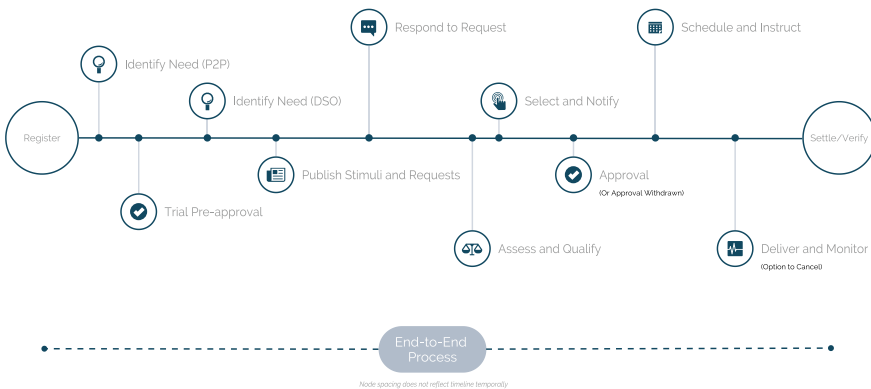 Respond to Request
Schedule and Instruct
Identify Need (P2P)
Identify Need (DSO)
Select and Notify
Register
Settle/Verify
Publish Stimuli and Requests
Approval
(Or Approval Withdrawn)
Trial Pre-approval
Assess and Qualify
Deliver and Monitor
(Option to Cancel)
End-to-End
Process
Node spacing does not reflect timeline temporally